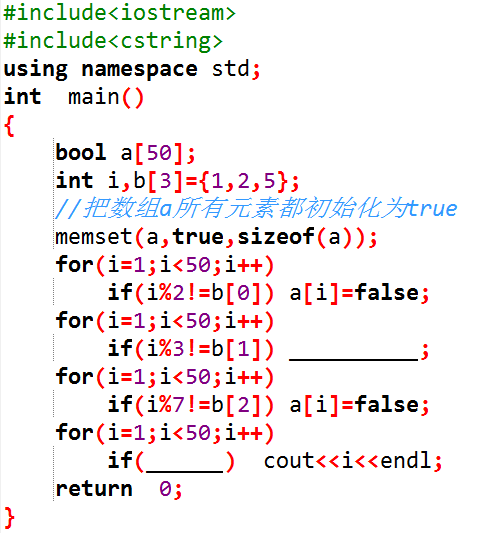 #include<iostream>
#include<cstring>
using namespace std;
int  main()
{
    bool a[50];
    int i,b[3]={1,2,5};
    //把数组a所有元素都初始化为true
    memset(a,true,sizeof(a));
    for(i=1;i<50;i++)
        if(i%2!=b[0]) a[i]=false;
    for(i=1;i<50;i++)
        if(i%3!=b[1]) __________;
    for(i=1;i<50;i++)
        if(i%7!=b[2]) a[i]=false;
    for(i=1;i<50;i++)
        if(______)  cout<<i<<endl;
    return  0;
}